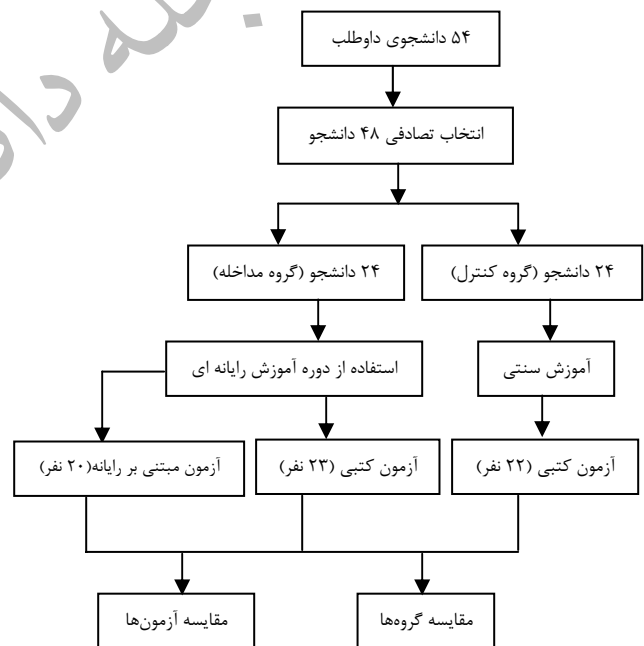 ۵۴ دانشجوی داوطلب
انتخاب تصادفی ۴۸ دانشجو
۲۴ دانشجو (گروه کنترل)
۲۴ دانشجو (گروه مداخله)
آموزش سنتی
استفاده از دوره آموزش رایانه ای
آزمون کتبی (۲۲ نفر)
آزمون کتبی (۲۳ نفر)
آزمون مبتنی بر رایانه(۲۰ نفر)
مقایسه گروه‌ها
مقایسه آزمون‌ها